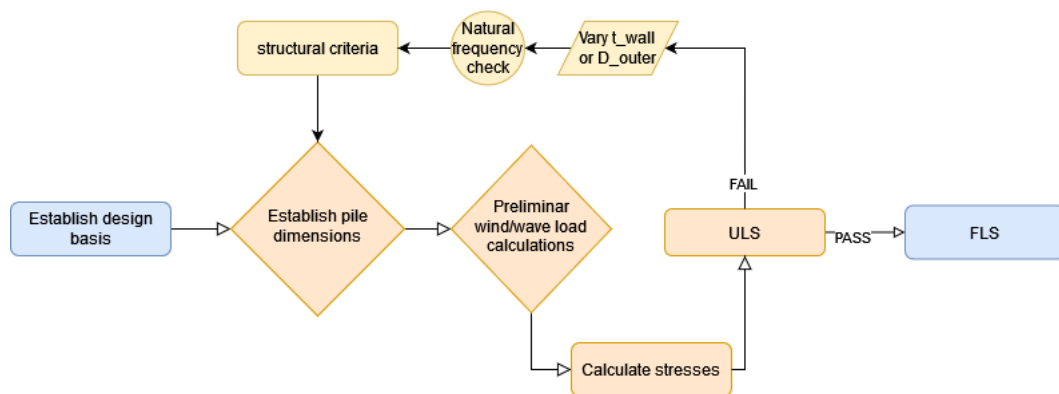 structural criteria
Natural
frequency
check
Vary t_wall
or D_outer
FAIL
Establish design
basis
Establish pile
dimensions
Preliminar
wind/wave load
calculations
ULS
PASS
FLS
Calculate stresses